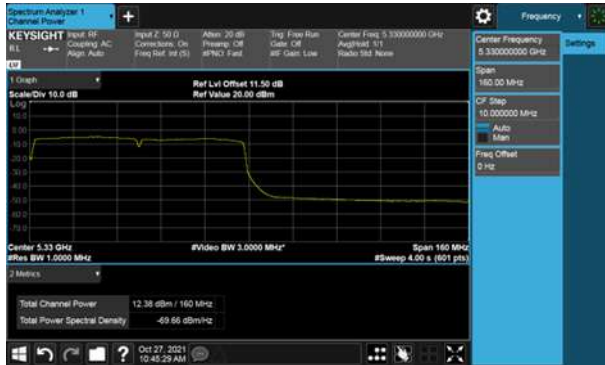 Spectrum Analyzer 1
Channel Power
Frequency
KEYSIGHT Input: RF Input Z: 50 Ω Atten: 20 dB Trig: Free Run Center Freq: 5.330000000 GHz
RL Coupling: AC Corrections: On Preamp: Off Gate: Off Avg|Hold: 1/1
Align: Auto Freq Ref: Int (S) #PNO: Fast #IF Gain: Low Radio Std: None
Center Frequency
5.330000000 GHz
Settings
Span
160.00 MHz
CF Step
10.000000 MHz
Auto
Man
Freq Offset
0 Hz
1 Graph
Scale/Div 10.0 dB
Ref Lvl Offset 11.50 dB
Ref Value 20.00 dBm
Log
10.0
0.00
-10.0
-20.0
-30.0
-40.0
-50.0
-60.0
-70.0
Center 5.33 GHz #Video BW 3.0000 MHz* Span 160 MHz
#Res BW 1.0000 MHz #Sweep 4.00 s (601 pts)
2 Metrics
Total Channel Power 12.38 dBm / 160 MHz
Total Power Spectral Density -69.66 dBm/Hz
Oct 27, 2021
10:45:29 AM